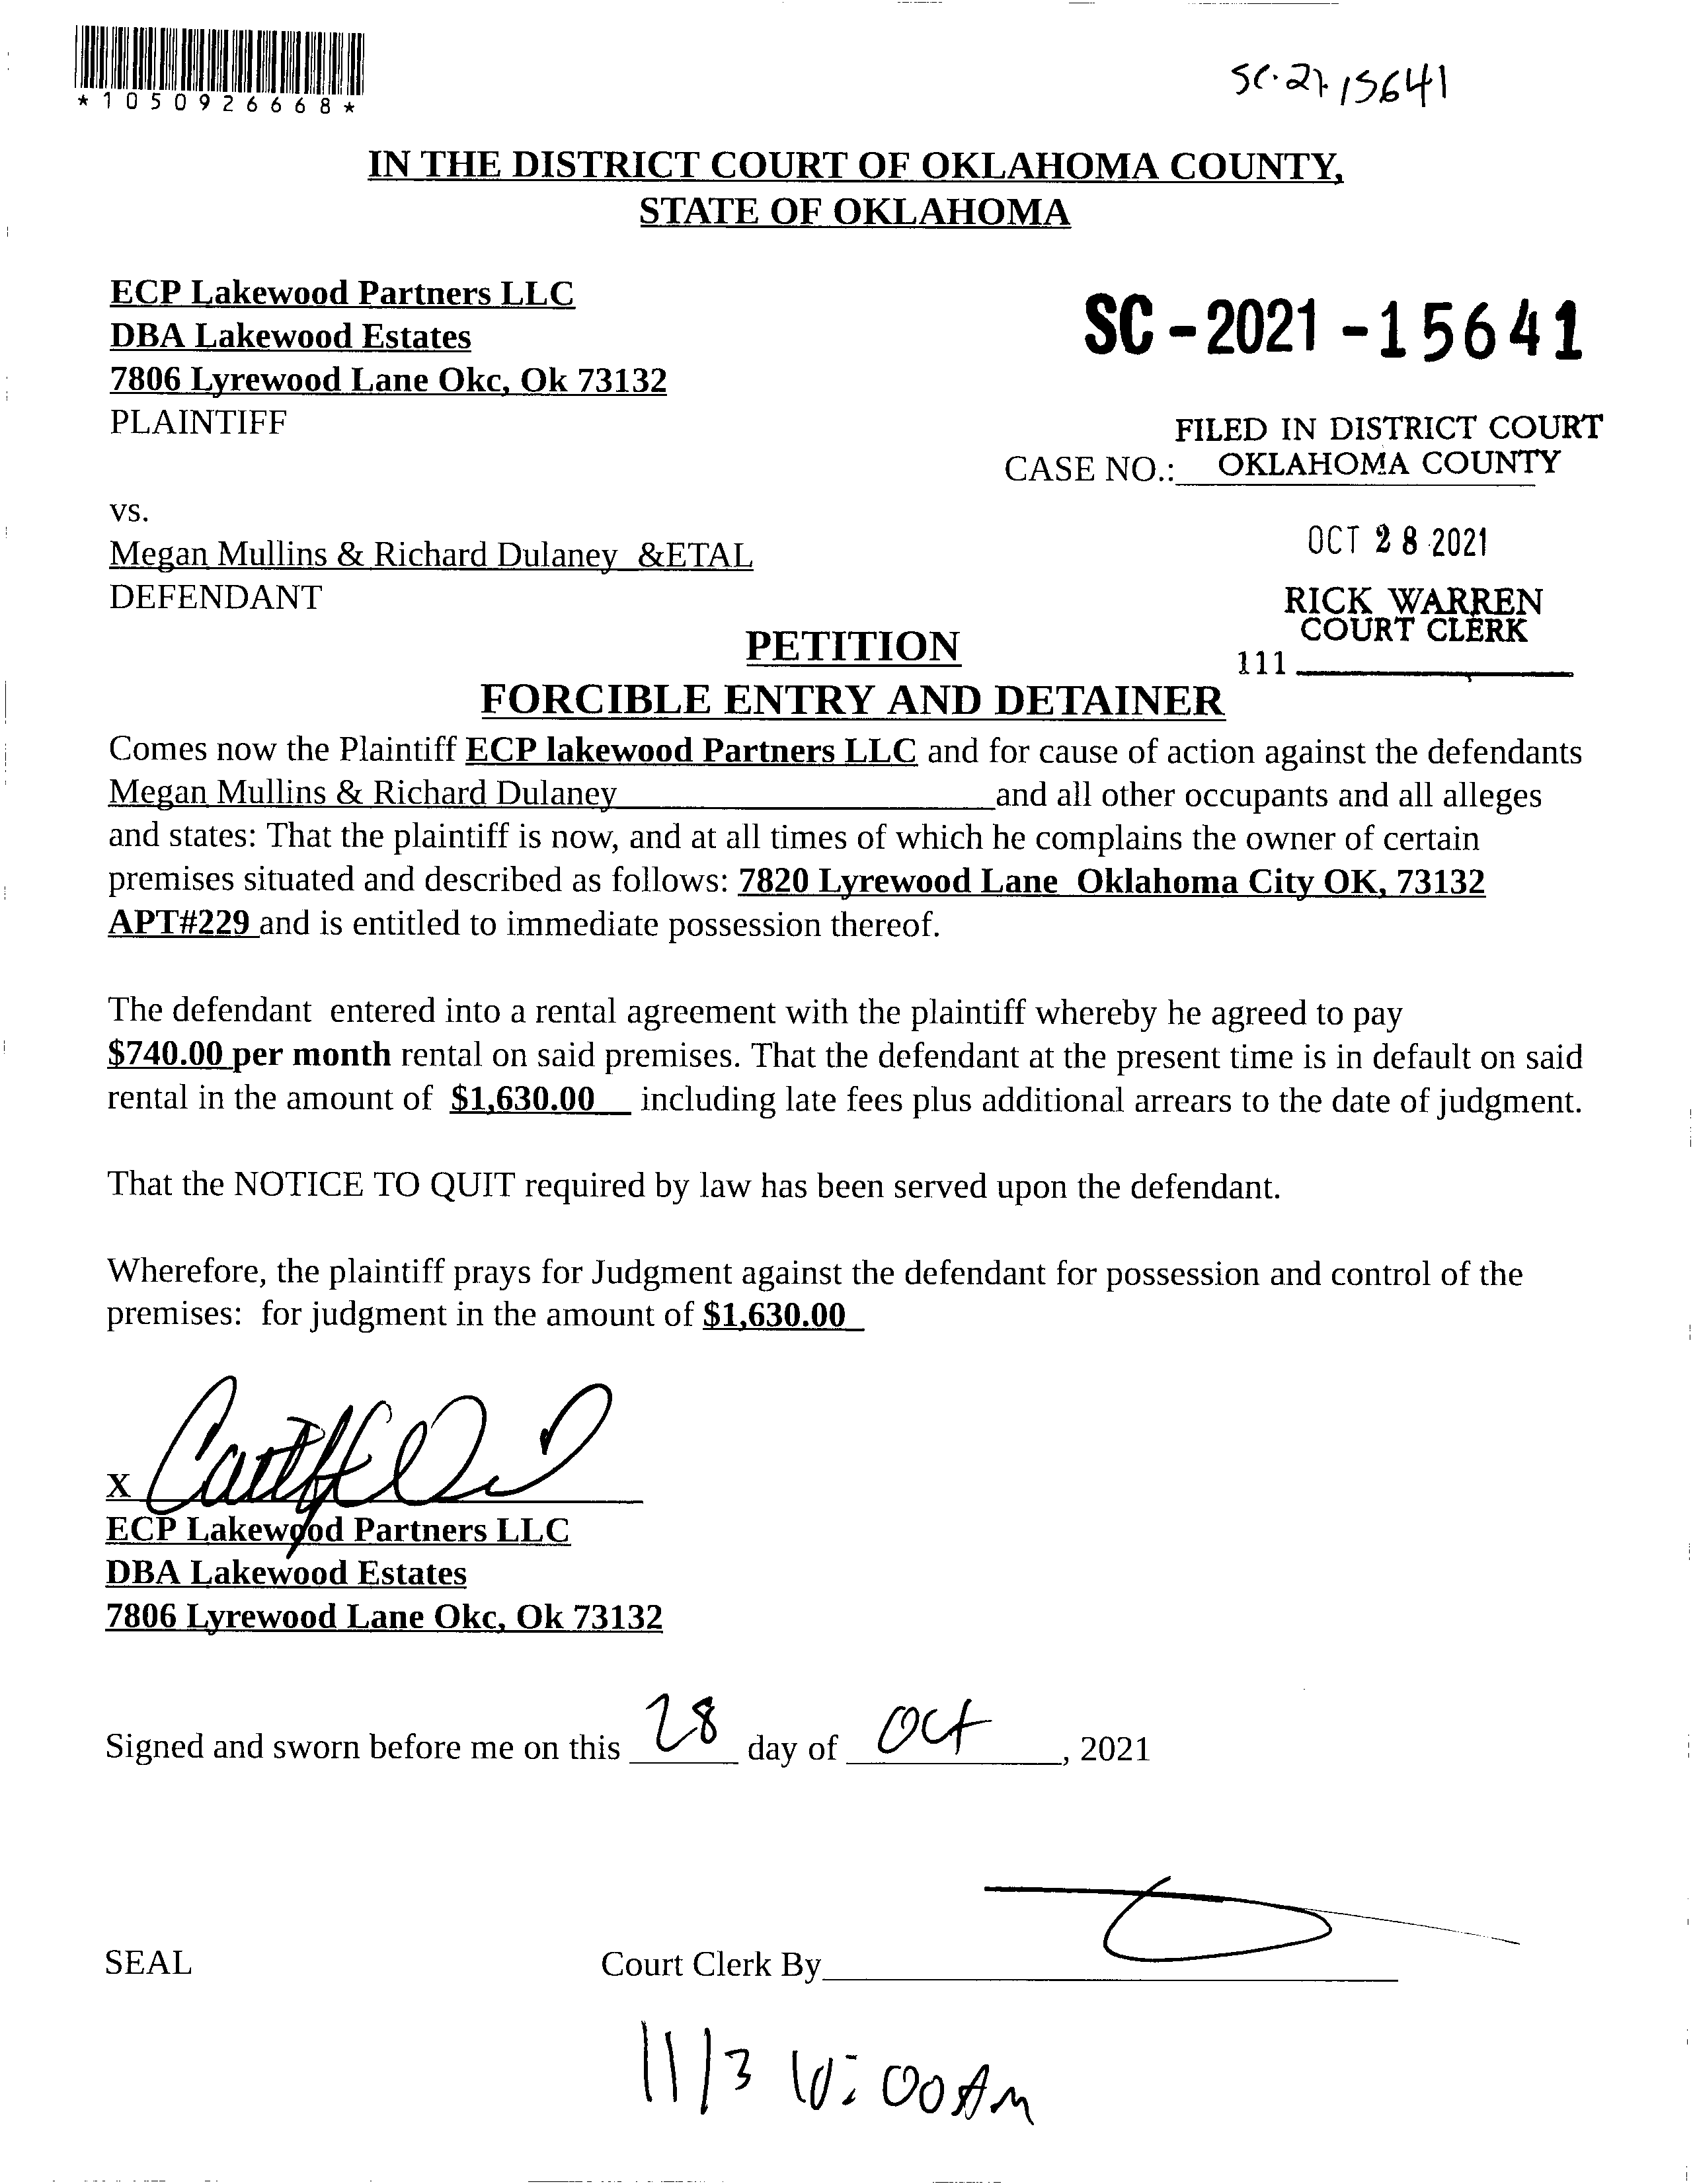 *1050926668*
SC-21-15641
IN THE DISTRICT COURT OF OKLAHOMA COUNTY,
STATE OF OKLAHOMA
ECP Lakewood Partners LLC
DBA Lakewood Estates
7806 Lyrewood Lane Okc, Ok 73132
PLAINTIFF
SC-2021-15641
FILED IN DISTRICT COURT
CASE NO.: OKLAHOMA COUNTY
vs.
Megan Mullins & Richard Dulaney &ETAL
DEFENDANT
OCT 28 2021
RICK WARREN
COURT CLERK
111
PETITION
FORCIBLE ENTRY AND DETAINER
Comes now the Plaintiff ECP lakewood Partners LLC and for cause of action against the defendants
Megan Mullins & Richard Dulaney and all other occupants and all alleges
and states: That the plaintiff is now, and at all times of which he complains the owner of certain
premises situated and described as follows: 7820 Lyrewood Lane Oklahoma City OK, 73132
APT#229 and is entitled to immediate possession thereof.
The defendant entered into a rental agreement with the plaintiff whereby he agreed to pay
$740.00 per month rental on said premises. That the defendant at the present time is in default on said
rental in the amount of $1,630.00 including late fees plus additional arrears to the date of judgment.
That the NOTICE TO QUIT required by law has been served upon the defendant.
Wherefore, the plaintiff prays for Judgment against the defendant for possession and control of the
premises: for judgment in the amount of $1,630.00
X
ECP Lakewood Partners LLC
DBA Lakewood Estates
7806 Lyrewood Lane Okc, Ok 73132
Signed and sworn before me on this 28 day of Oct, 2021
SEAL
Court Clerk By
11/3 10:00AM